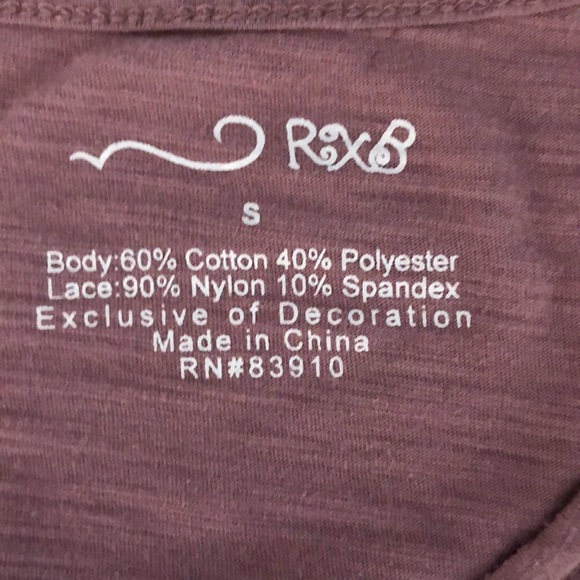 RXB
S
Body:60% Cotton 40% Polyester
Lace:90% Nylon 10% Spandex
Exclusive of Decoration
Made in China
RN#83910